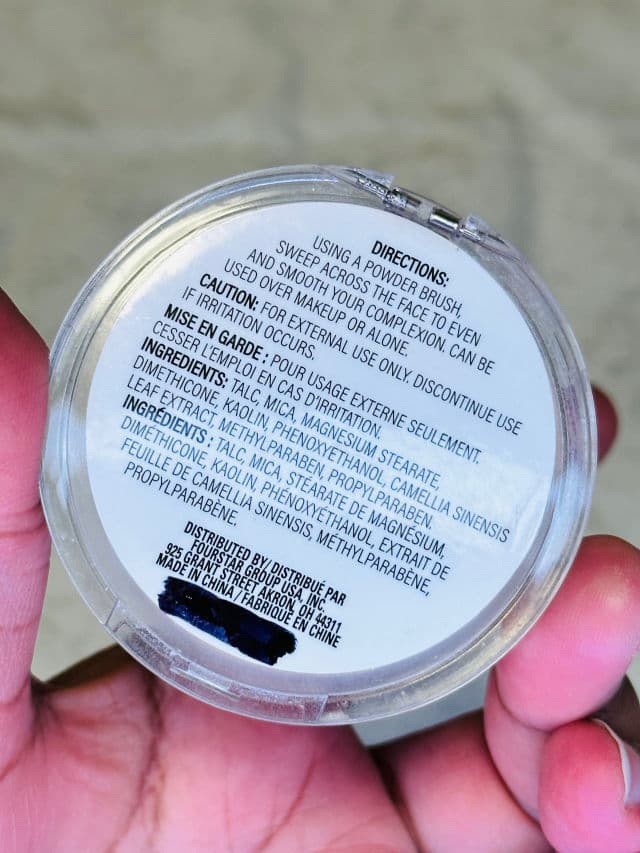 DIRECTIONS:
USING A POWDER BRUSH,
SWEEP ACROSS THE FACE TO EVEN
AND SMOOTH YOUR COMPLEXION. CAN BE
USED OVER MAKEUP OR ALONE.
CAUTION: FOR EXTERNAL USE ONLY. DISCONTINUE USE
IF IRRITATION OCCURS.
MISE EN GARDE : POUR USAGE EXTERNE SEULEMENT.
CESSER L'EMPLOI EN CAS D'IRRITATION.
INGREDIENTS: TALC, MICA, MAGNESIUM STEARATE,
DIMETHICONE, KAOLIN, PHENOXYETHANOL, CAMELLIA SINENSIS
LEAF EXTRACT, METHYLPARABEN, PROPYLPARABEN.
INGRÉDIENTS : TALC, MICA, STÉARATE DE MAGNÉSIUM,
DIMÉTHICONE, KAOLIN, PHÉNOXYÉTHANOL, EXTRAIT DE
FEUILLE DE CAMELLIA SINENSIS, MÉTHYLPARABÈNE,
PROPYLPARABÈNE.
DISTRIBUTED BY/ DISTRIBUÉ PAR
FOURSTAR GROUP USA, INC.
925 GRANT STREET AKRON, OH 44311
MADE IN CHINA / FABRIQUÉ EN CHINE